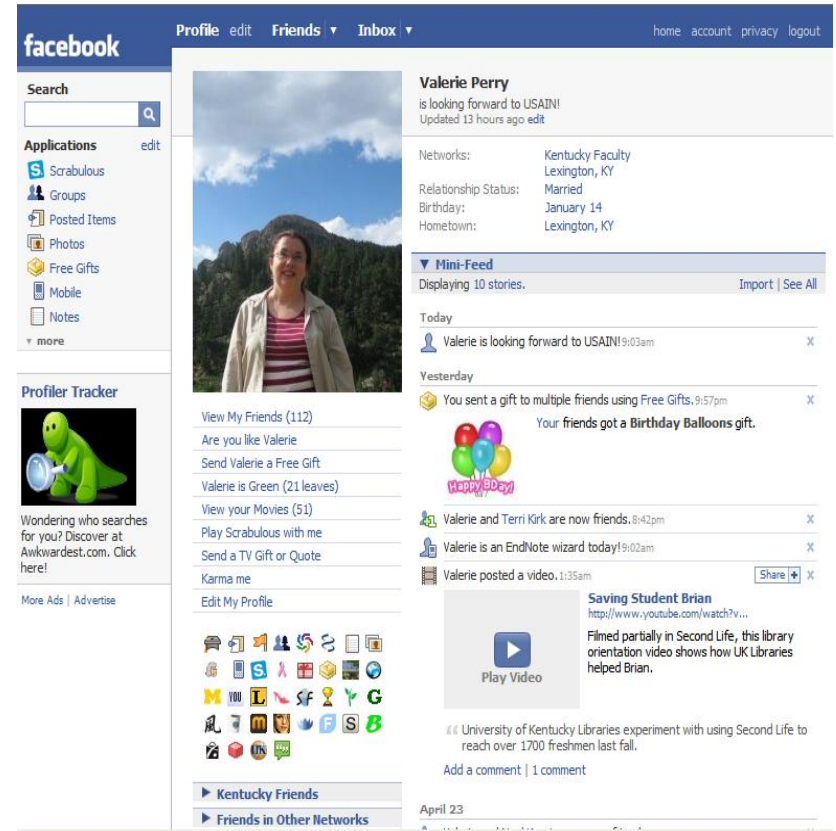 facebook
Profile edit Friends Inbox
home account privacy logout
Search
Applications edit
Scrabulous
Groups
Posted Items
Photos
Free Gifts
Mobile
Notes
more
Profiler Tracker
Wondering who searches
for you? Discover at
Awkwardest.com. Click
here!
More Ads | Advertise
View My Friends (112)
Are you like Valerie
Send Valerie a Free Gift
Valerie is Green (21 leaves)
View your Movies (51)
Play Scrabulous with me
Send a TV Gift or Quote
Karma me
Edit My Profile
Kentucky Friends
Friends in Other Networks
Valerie Perry
is looking forward to USAIN!
Updated 13 hours ago edit
Networks: Kentucky Faculty
Lexington, KY
Relationship Status: Married
Birthday: January 14
Hometown: Lexington, KY
Mini-Feed
Displaying 10 stories. Import | See All
Today
Valerie is looking forward to USAIN! 9:03am
Yesterday
You sent a gift to multiple friends using Free Gifts. 9:57pm
Your friends got a Birthday Balloons gift.
Happy BDay!
Valerie and Terri Kirk are now friends. 8:42pm
Valerie is an EndNote wizard today! 9:02am
Valerie posted a video. 1:35am Share +
Play Video
Saving Student Brian
http://www.youtube.com/watch?v...
Filmed partially in Second Life, this library
orientation video shows how UK Libraries
helped Brian.
University of Kentucky Libraries experiment with using Second Life to
reach over 1700 freshmen last fall.
Add a comment | 1 comment
April 23